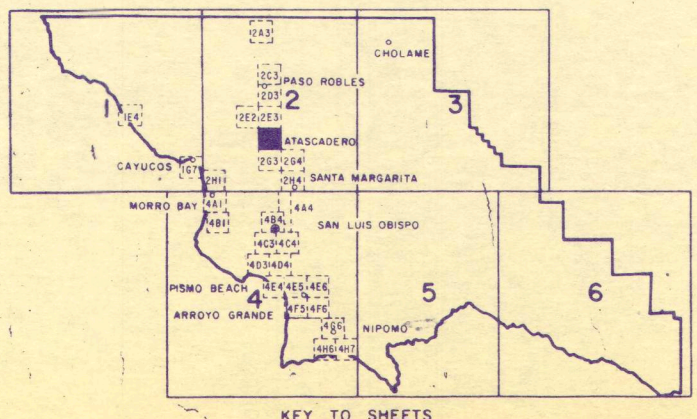 2A3
CHOLAME
2C3 PASO ROBLES
2D3
1 2 3
1E4
2E2 2E3
ATASCADERO
CAYUCOS 1G7
2G3 2G4
2H1 2H4 SANTA MARGARITA
MORRO BAY 4A1 4A4
4B1 4B4 SAN LUIS OBISPO
4C3 4C4
4D3 4D4
PISMO BEACH 4E4 4E5 4E6
4 5 6
ARROYO GRANDE 4F5 4F6
4G6 NIPOMO
4H6 4H7
KEY TO SHEETS